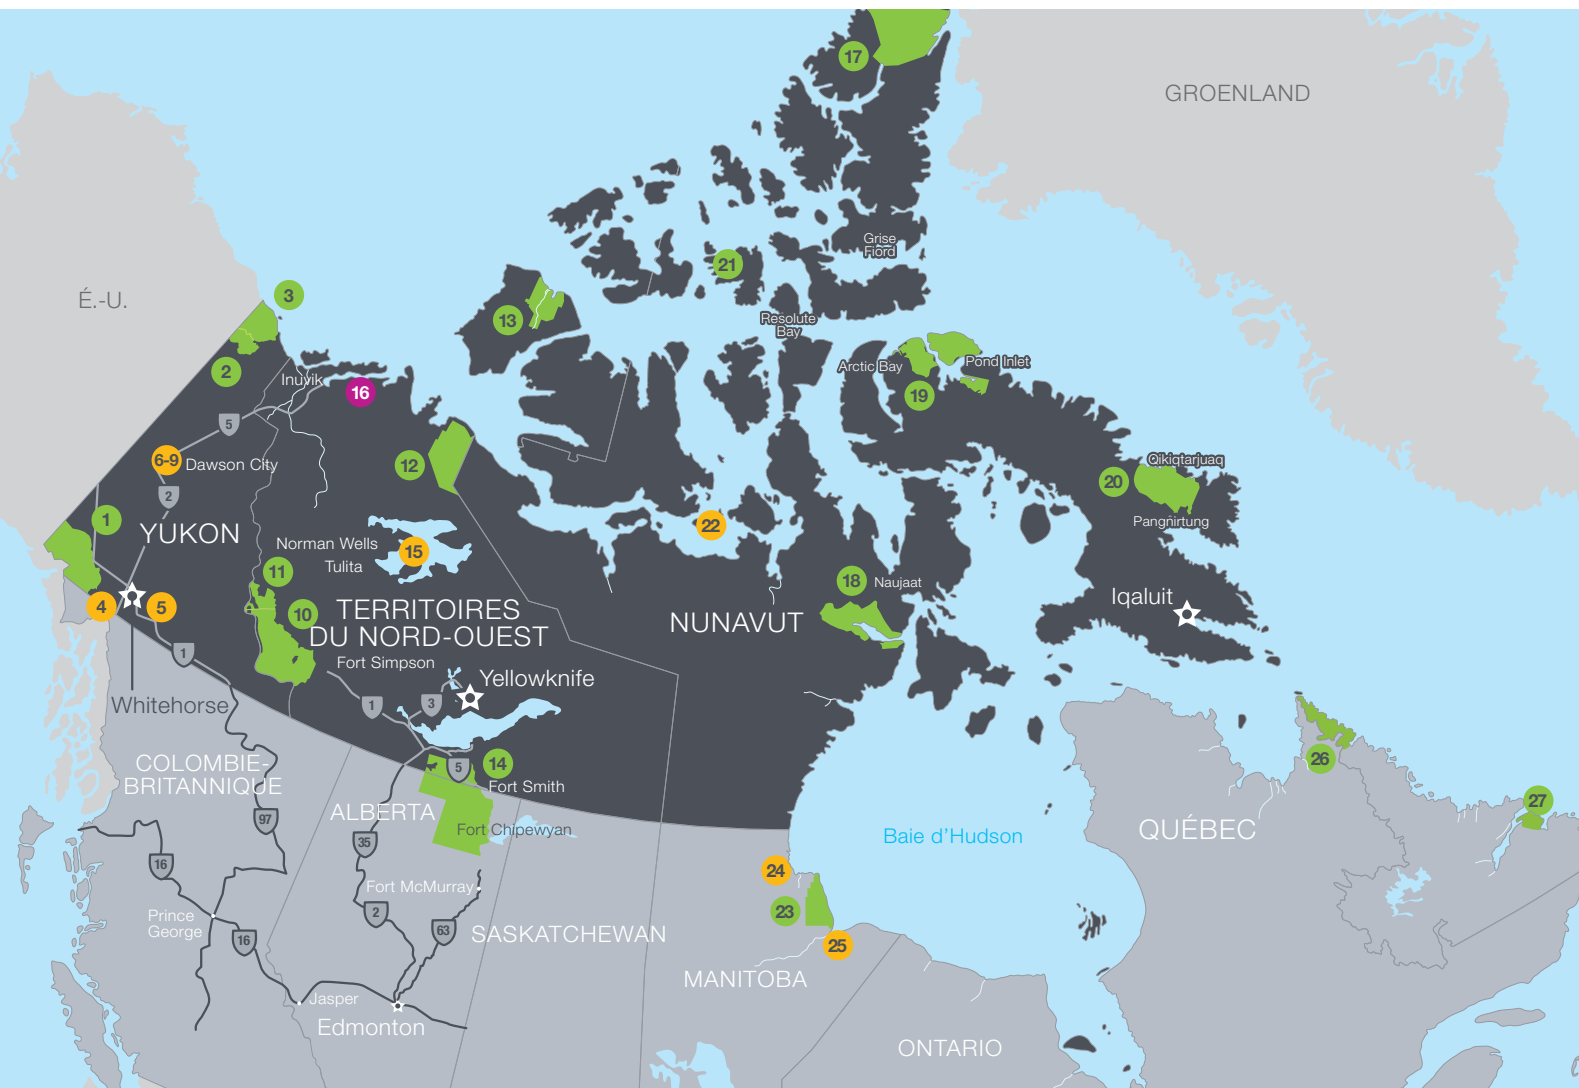 17
GROENLAND
Grise
Fiord
21
É.-U.
3
13
Resolute
Bay
2
Inuvik
16
Arctic Bay
Pond Inlet
19
5
6-9
Dawson City
12
Qikiqtarjuaq
20
2
Pangnirtung
1
YUKON
22
Norman Wells
15
Tulita
11
18
Naujaat
4
5
10
TERRITOIRES
DU NORD-OUEST
NUNAVUT
Iqaluit
1
Fort Simpson
Yellowknife
Whitehorse
1
3
COLOMBIE-
BRITANNIQUE
5
14
Fort Smith
26
97
ALBERTA
Fort Chipewyan
27
35
Baie d’Hudson
QUÉBEC
16
24
Fort McMurray
2
23
Prince
George
16
63
SASKATCHEWAN
25
MANITOBA
Jasper
Edmonton
ONTARIO